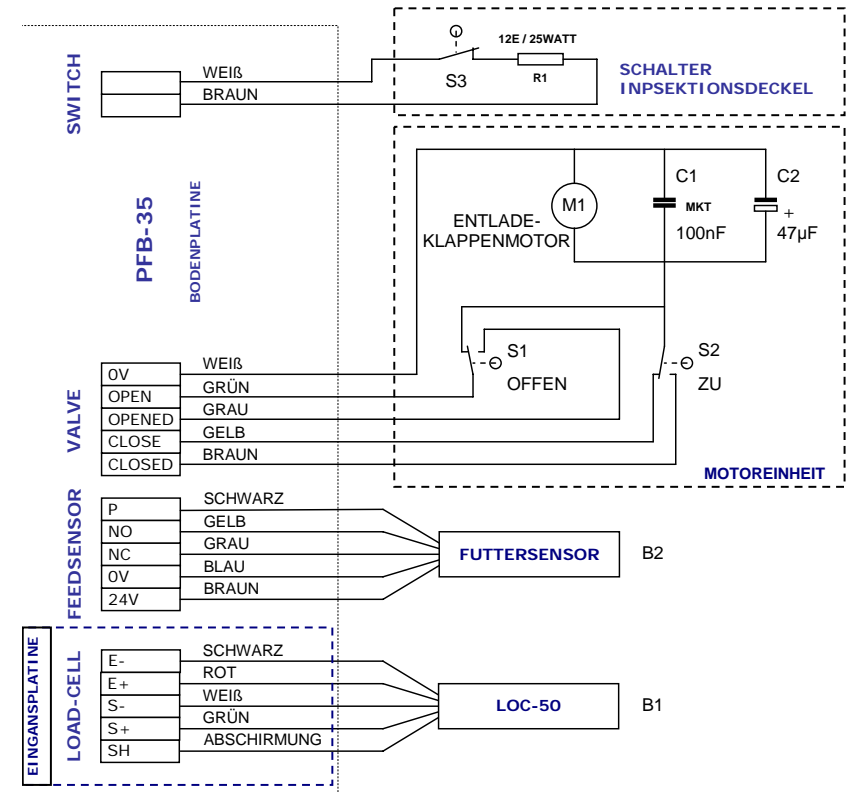 SWITCH
WEIß
BRAUN
12E / 25WATT
S3
R1
SCHALTER
INPSEKTIONSDECKEL
PFB-35
BODENPLATINE
M1
ENTLADE-
KLAPPENMOTOR
C1
MKT
100nF
C2
+
47µF
S1
OFFEN
S2
ZU
MOTOREINHEIT
VALVE
0V
WEIß
OPEN
GRÜN
OPENED
GRAU
CLOSE
GELB
CLOSED
BRAUN
FEEDSENSOR
P
SCHWARZ
NO
GELB
NC
GRAU
0V
BLAU
24V
BRAUN
FUTTERSENSOR
B2
EINGANSPLATINE
LOAD-CELL
E-
SCHWARZ
E+
ROT
S-
WEIß
S+
GRÜN
SH
ABSCHIRMUNG
LOC-50
B1